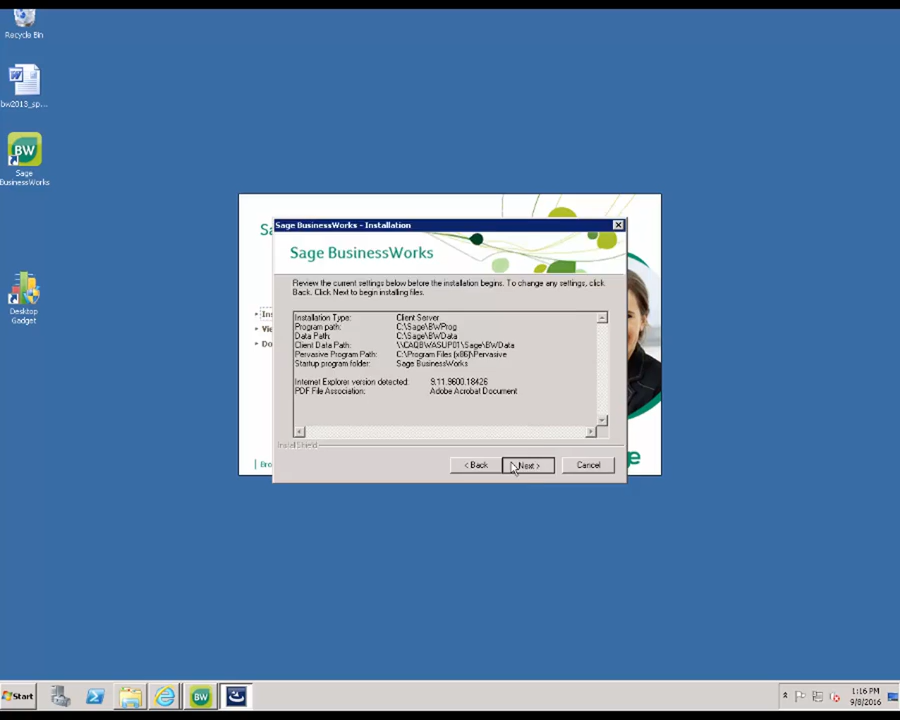 Recycle Bin
bw2013_sp...
BW
Sage
BusinessWorks
Desktop
Gadget
Sage BusinessWorks - Installation
Sage BusinessWorks
Review the current settings below before the installation begins. To change any settings, click
Back. Click Next to begin installing files.
Installation Type: Client Server
Program path: C:\Sage\BWProg
Data Path: C:\Sage\BWData
Client Data Path: \\CAQBWASUP01\Sage\BWData
Pervasive Program Path: C:\Program Files (x86)\Pervasive
Startup program folder: Sage BusinessWorks
Internet Explorer version detected: 9.11.9600.18426
PDF File Association: Adobe Acrobat Document
InstallShield
< Back
Next >
Cancel
Start
BW
1:16 PM
9/8/2016